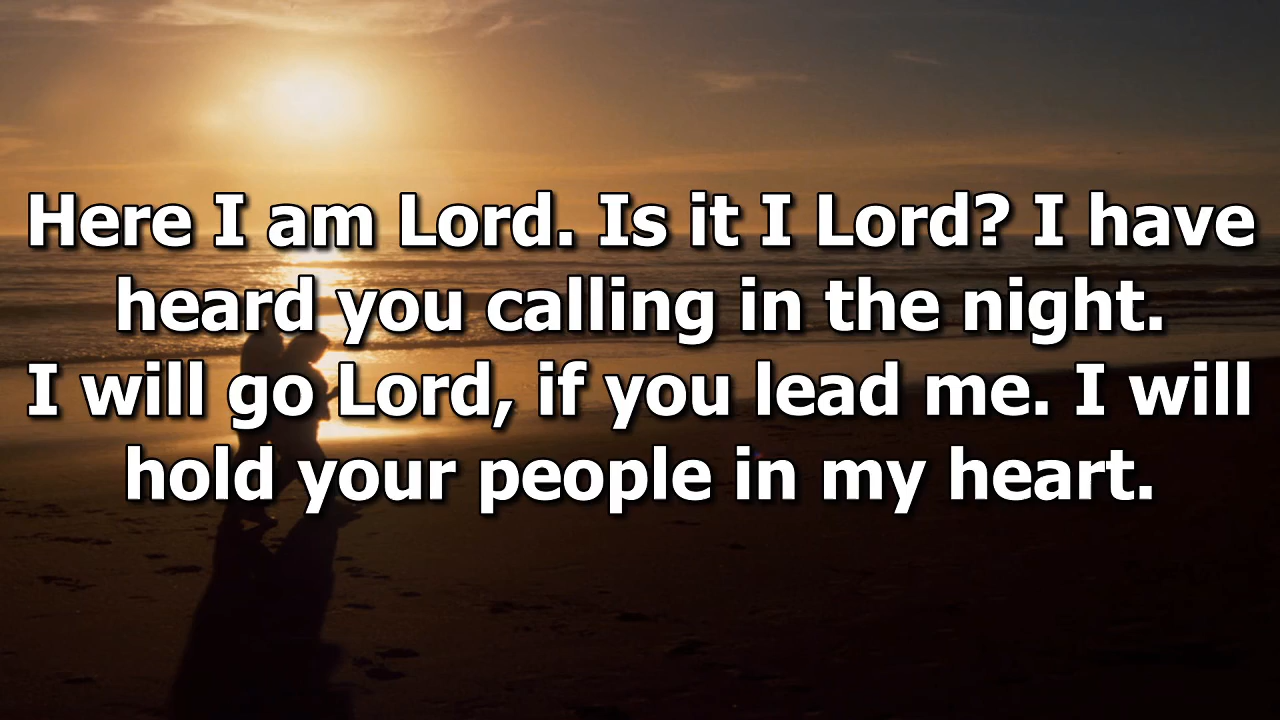 Here I am Lord. Is it I Lord? I have
heard you calling in the night.
I will go Lord, if you lead me. I will
hold your people in my heart.